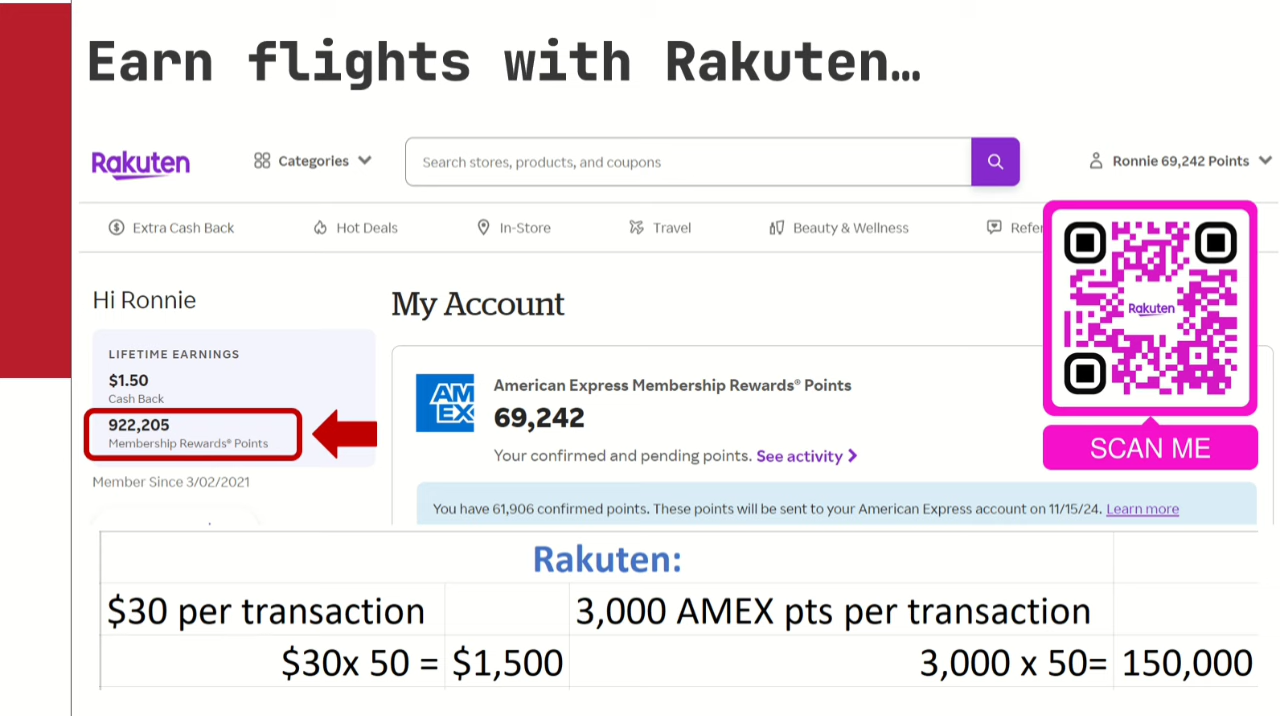 Earn flights with Rakuten…
Rakuten
Categories
Search stores, products, and coupons
Ronnie 69,242 Points
Extra Cash Back
Hot Deals
In-Store
Travel
Beauty & Wellness
Refer
Hi Ronnie
My Account
LIFETIME EARNINGS
$1.50
Cash Back
922,205
Membership Rewards® Points
Member Since 3/02/2021
AM
EX
American Express Membership Rewards® Points
69,242
Your confirmed and pending points. See activity
You have 61,906 confirmed points. These points will be sent to your American Express account on 11/15/24. Learn more
Rakuten
SCAN ME
Rakuten:
$30 per transaction 3,000 AMEX pts per transaction
$30x 50 = $1,500 3,000 x 50= 150,000